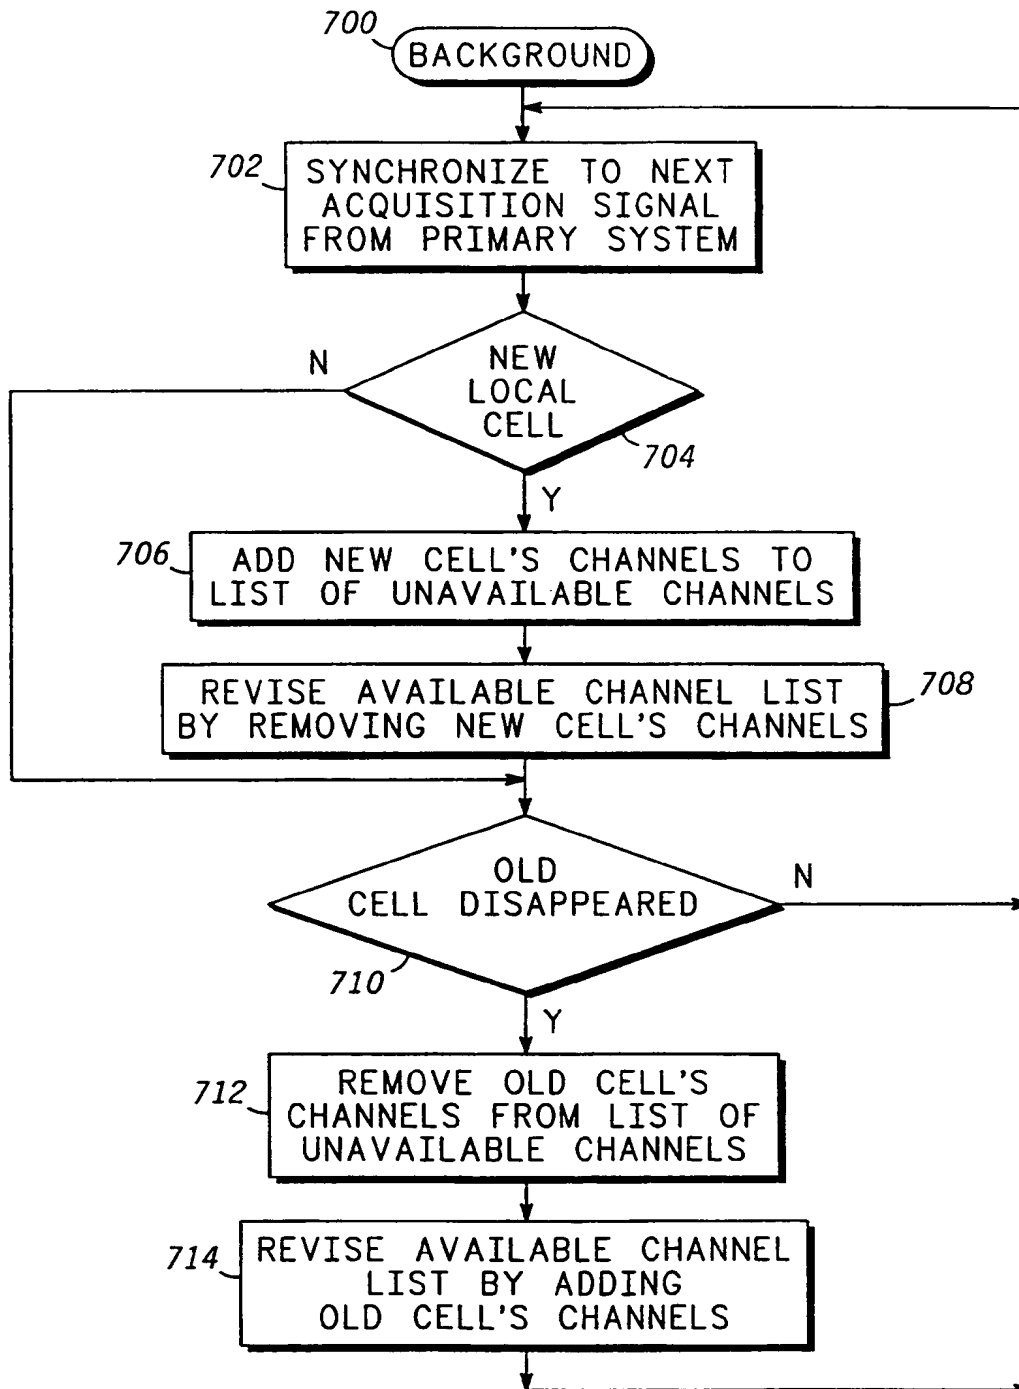 700
BACKGROUND
702
SYNCHRONIZE TO NEXT
ACQUISITION SIGNAL
FROM PRIMARY SYSTEM
N
NEW
LOCAL
CELL
704
Y
706
ADD NEW CELL'S CHANNELS TO
LIST OF UNAVAILABLE CHANNELS
REVISE AVAILABLE CHANNEL LIST
BY REMOVING NEW CELL'S CHANNELS
708
OLD
CELL DISAPPEARED
N
710
Y
712
REMOVE OLD CELL'S
CHANNELS FROM LIST OF
UNAVAILABLE CHANNELS
714
REVISE AVAILABLE CHANNEL
LIST BY ADDING
OLD CELL'S CHANNELS